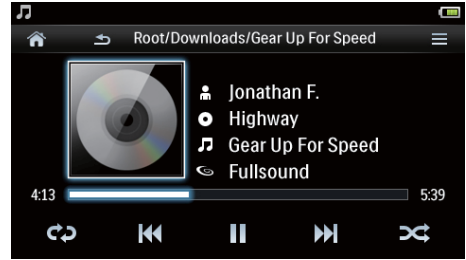 Root/Downloads/Gear Up For Speed
Jonathan F.
Highway
Gear Up For Speed
Fullsound
4:13 5:39